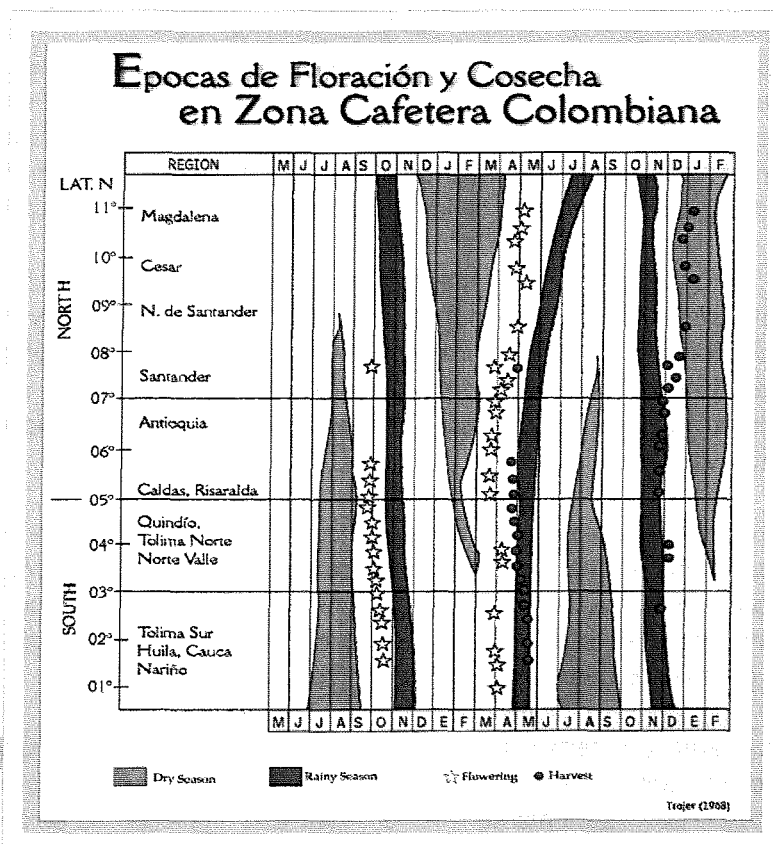 Epocas de Floración y Cosecha
en Zona Cafetera Colombiana
REGION M J J A S O N D J F M A M J J A S O N D J F
LAT. N
11° Magdalena
10° Cesar
09° N. de Santander
08°
Santander
07°
Antioquia
06°
Caldas, Risaralda
05°
Quindío,
04° Tolima Norte
Norte Valle
03°
02° Tolima Sur
Huila, Cauca
Nariño
01°
NORTH
SOUTH
M J J A S O N D E F M A M J J A S O N D E F
Dry Season Rainy Season Flowering Harvest
Trojer (1968)